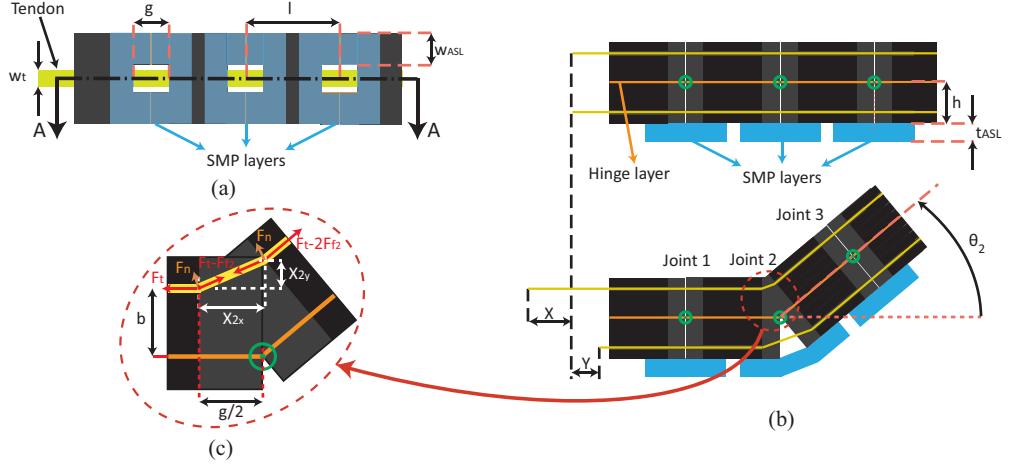 Tendon
g
l
wASL
wt
A
A
SMP layers
(a)
h
tASL
Hinge layer
SMP layers
Joint 3
Joint 1
Joint 2
θ2
X
Y
(b)
Fn
Ft-2Ff2
Ft
Fn
Ft-Ff2
X2y
b
X2x
g/2
(c)